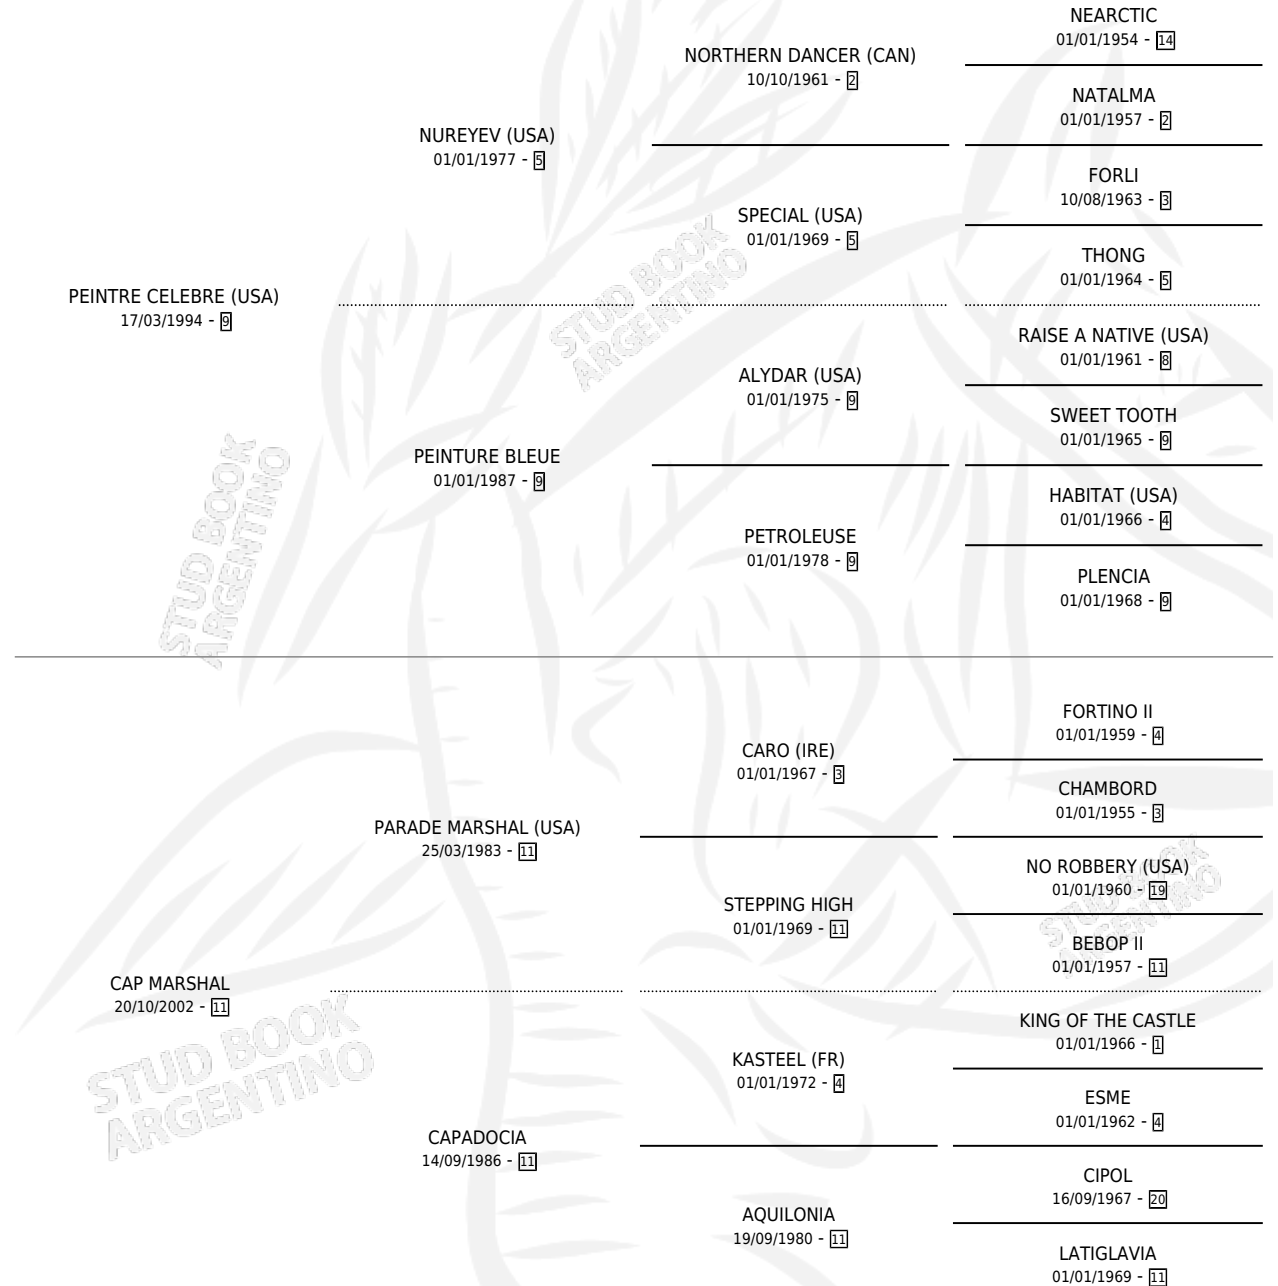 NEARCTIC
01/01/1954 - 14
NORTHERN DANCER (CAN)
10/10/1961 - 2
NATALMA
01/01/1957 - 2
NUREYEV (USA)
01/01/1977 - 5
FORLI
10/08/1963 - 3
SPECIAL (USA)
01/01/1969 - 5
THONG
01/01/1964 - 5
PEINTRE CELEBRE (USA)
17/03/1994 - 9
RAISE A NATIVE (USA)
01/01/1961 - 8
ALYDAR (USA)
01/01/1975 - 9
SWEET TOOTH
01/01/1965 - 9
PEINTURE BLEUE
01/01/1987 - 9
HABITAT (USA)
01/01/1966 - 4
PETROLEUSE
01/01/1978 - 9
PLENCIA
01/01/1968 - 9
STUD BOOK
ARGENTINO
STUD BOOK
ARGENTINO
FORTINO II
01/01/1959 - 4
CARO (IRE)
01/01/1967 - 3
CHAMBORD
01/01/1955 - 3
PARADE MARSHAL (USA)
25/03/1983 - 11
NO ROBBERY (USA)
01/01/1960 - 19
STEPPING HIGH
01/01/1969 - 11
BEBOP II
01/01/1957 - 11
STUD BOOK
ARGENTINO
CAP MARSHAL
20/10/2002 - 11
KING OF THE CASTLE
01/01/1966 - 1
KASTEEL (FR)
01/01/1972 - 4
ESME
01/01/1962 - 4
CAPADOCIA
14/09/1986 - 11
CIPOL
16/09/1967 - 20
AQUILONIA
19/09/1980 - 11
LATIGLAVIA
01/01/1969 - 11
STUD BOOK
ARGENTINO